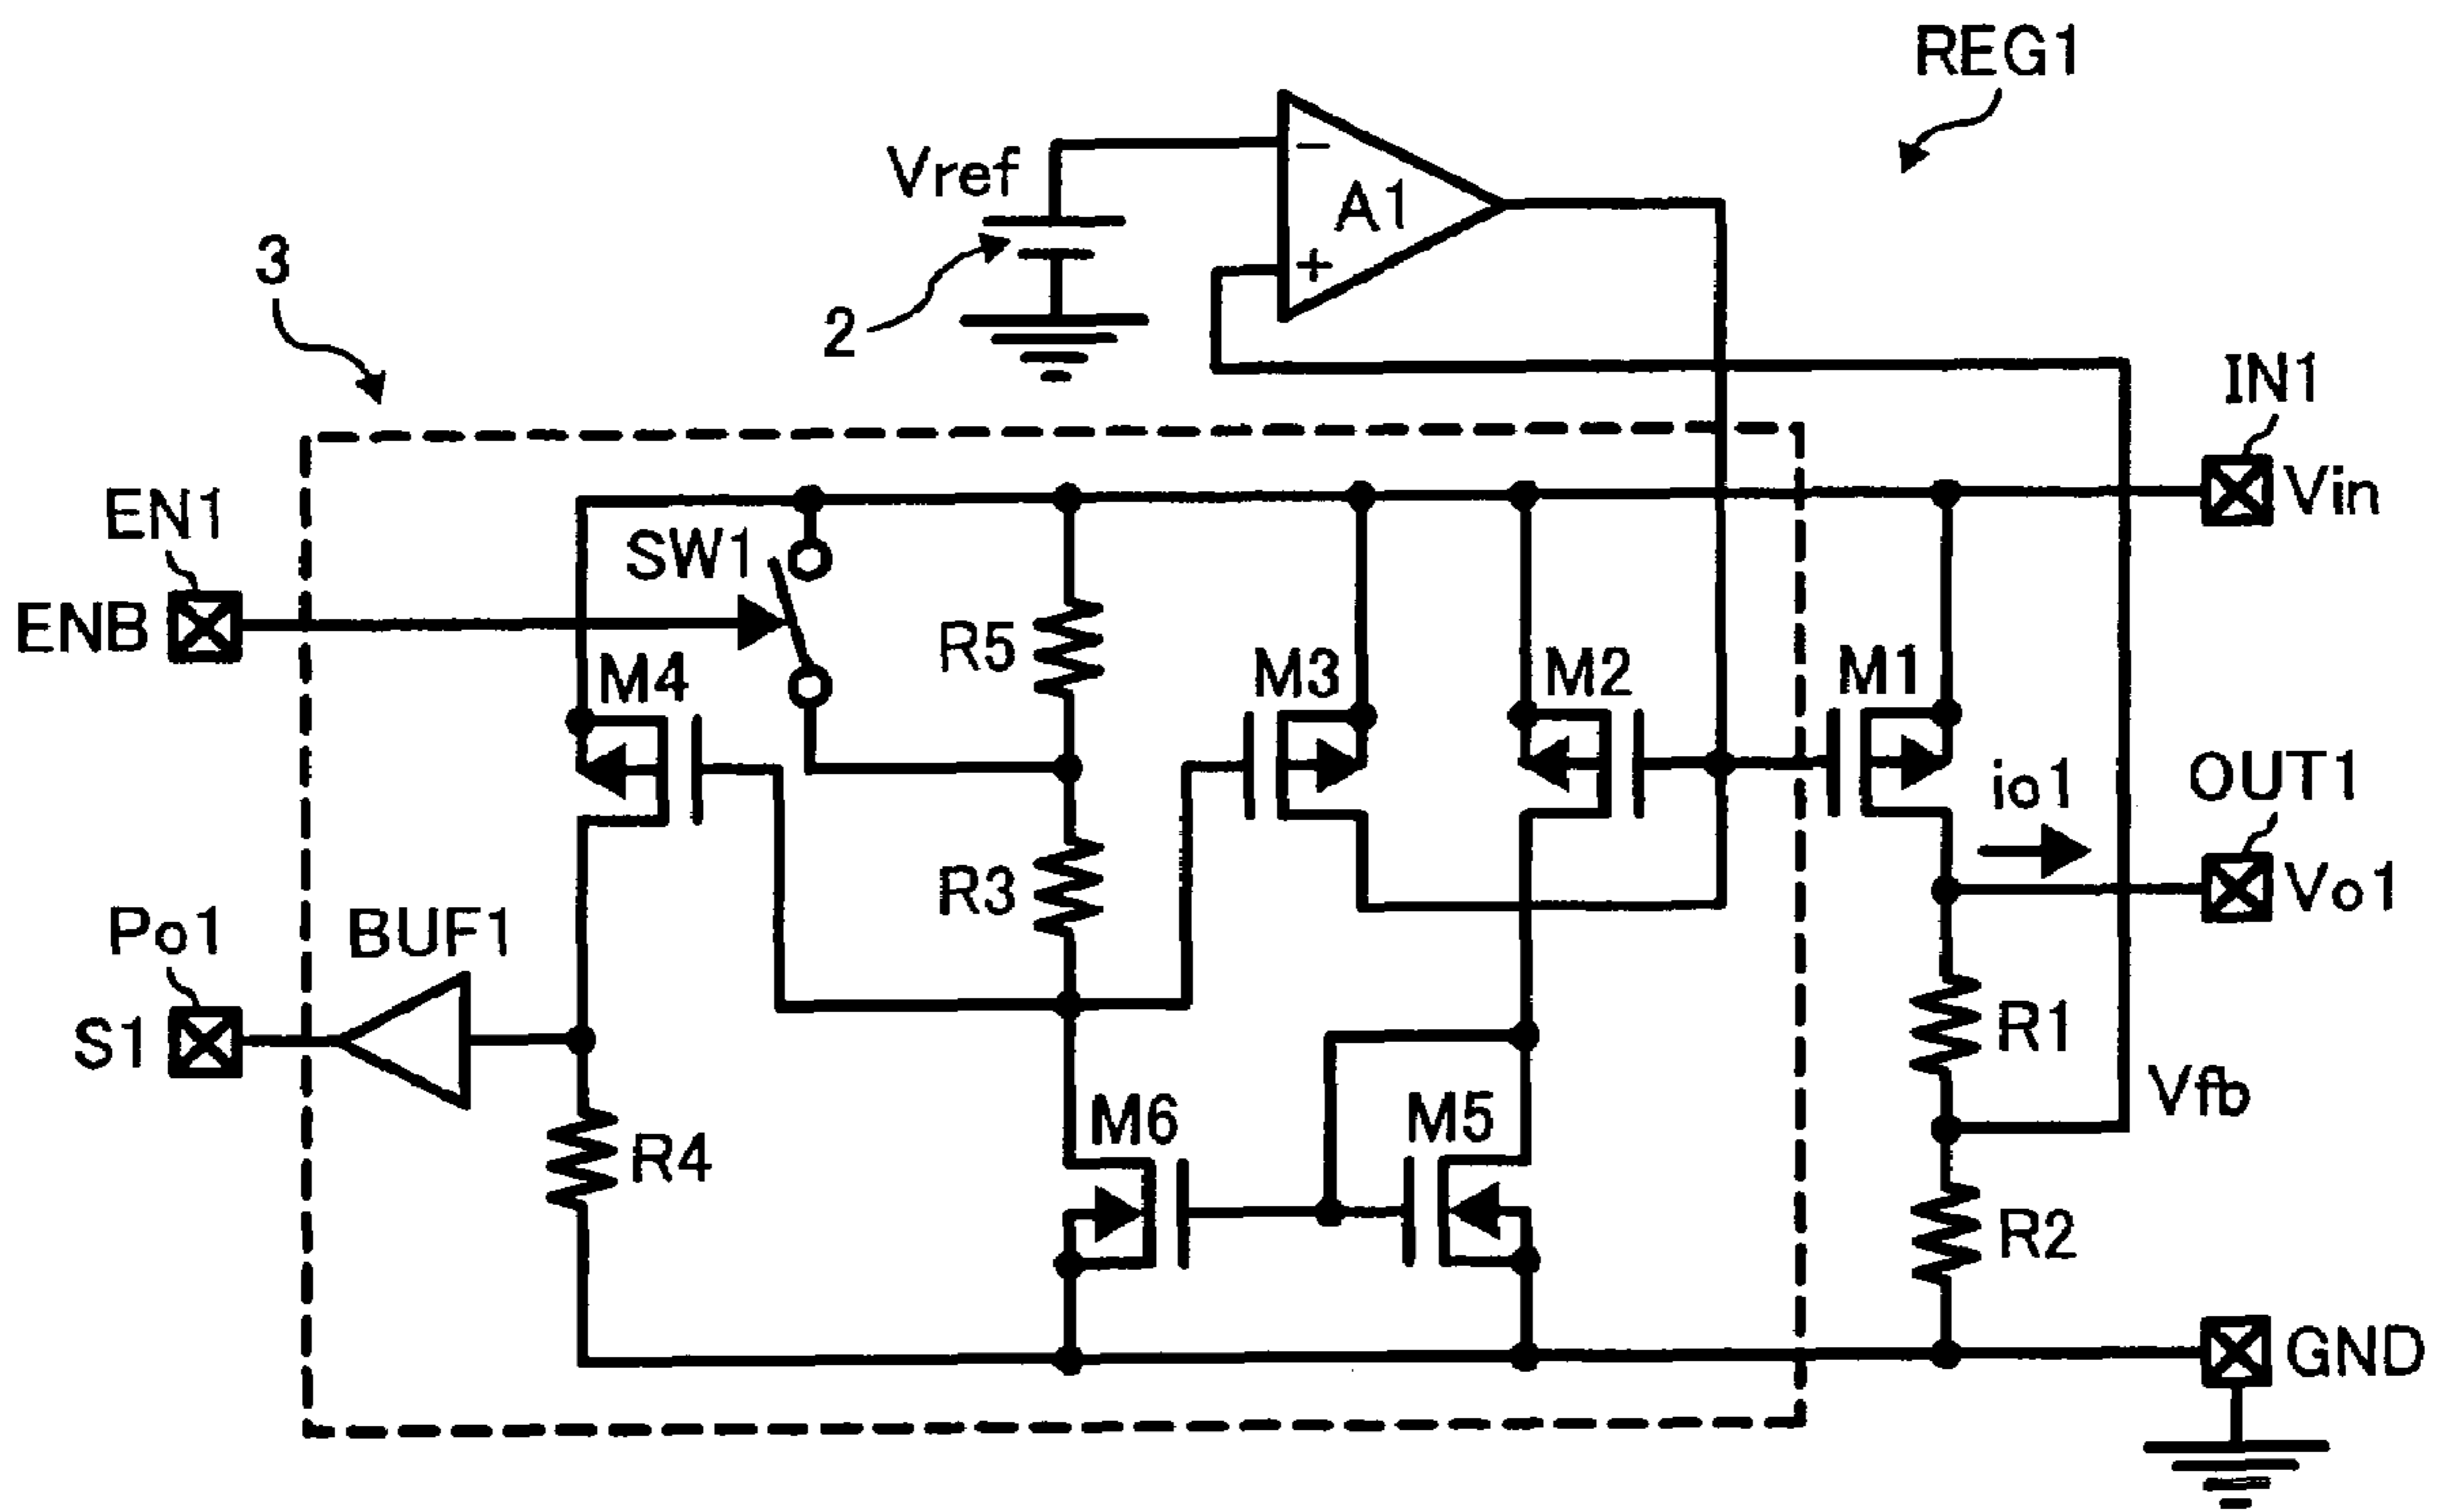 REG1
Vref
−
A1
+
3
2
IN1
Vin
EN1
ENB
SW1
R5
M4
M3
M2
M1
io1
OUT1
Vo1
R3
Po1
BUF1
S1
R1
Vfb
M6
M5
R4
R2
GND